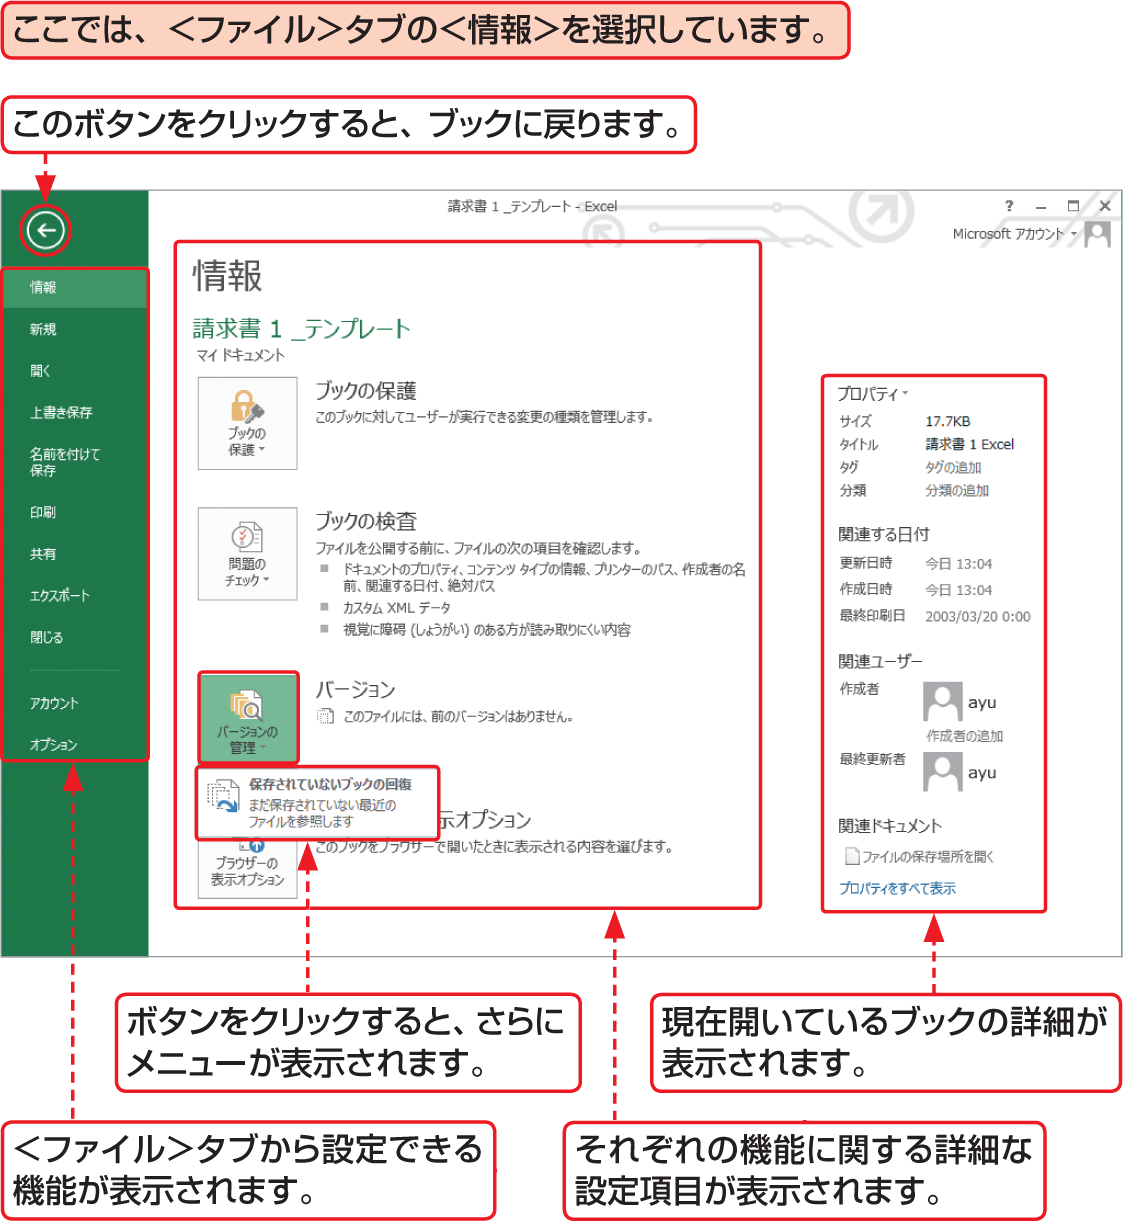 ここでは、＜ファイル＞タブの＜情報＞を選択しています。
このボタンをクリックすると、ブックに戻ります。
請求書 1 _テンプレート - Excel
?
Microsoft アカウント
情報
新規
開く
上書き保存
名前を付けて
保存
印刷
共有
エクスポート
閉じる
アカウント
オプション
情報
請求書 1 _テンプレート
マイ ドキュメント
ブックの
保護
ブックの保護
このブックに対してユーザーが実行できる変更の種類を管理します。
問題の
チェック
ブックの検査
ファイルを公開する前に、ファイルの次の項目を確認します。
ドキュメントのプロパティ、コンテンツ タイプの情報、プリンターのパス、作成者の名
前、関連する日付、絶対パス
カスタム XML データ
視覚に障碍 (しょうがい) のある方が読み取りにくい内容
バージョンの
管理
バージョン
このファイルには、前のバージョンはありません。
保存されていないブックの回復
まだ保存されていない最近の
ファイルを参照します
示オプション
ブラウザーの
表示オプション
このブックをブラウザーで開いたときに表示される内容を選びます。
プロパティ
サイズ 17.7KB
タイトル 請求書 1 Excel
タグ タグの追加
分類 分類の追加
関連する日付
更新日時 今日 13:04
作成日時 今日 13:04
最終印刷日 2003/03/20 0:00
関連ユーザー
作成者 ayu
作成者の追加
最終更新者 ayu
関連ドキュメント
ファイルの保存場所を開く
プロパティをすべて表示
ボタンをクリックすると、さらに
メニューが表示されます。
現在開いているブックの詳細が
表示されます。
＜ファイル＞タブから設定できる
機能が表示されます。
それぞれの機能に関する詳細な
設定項目が表示されます。